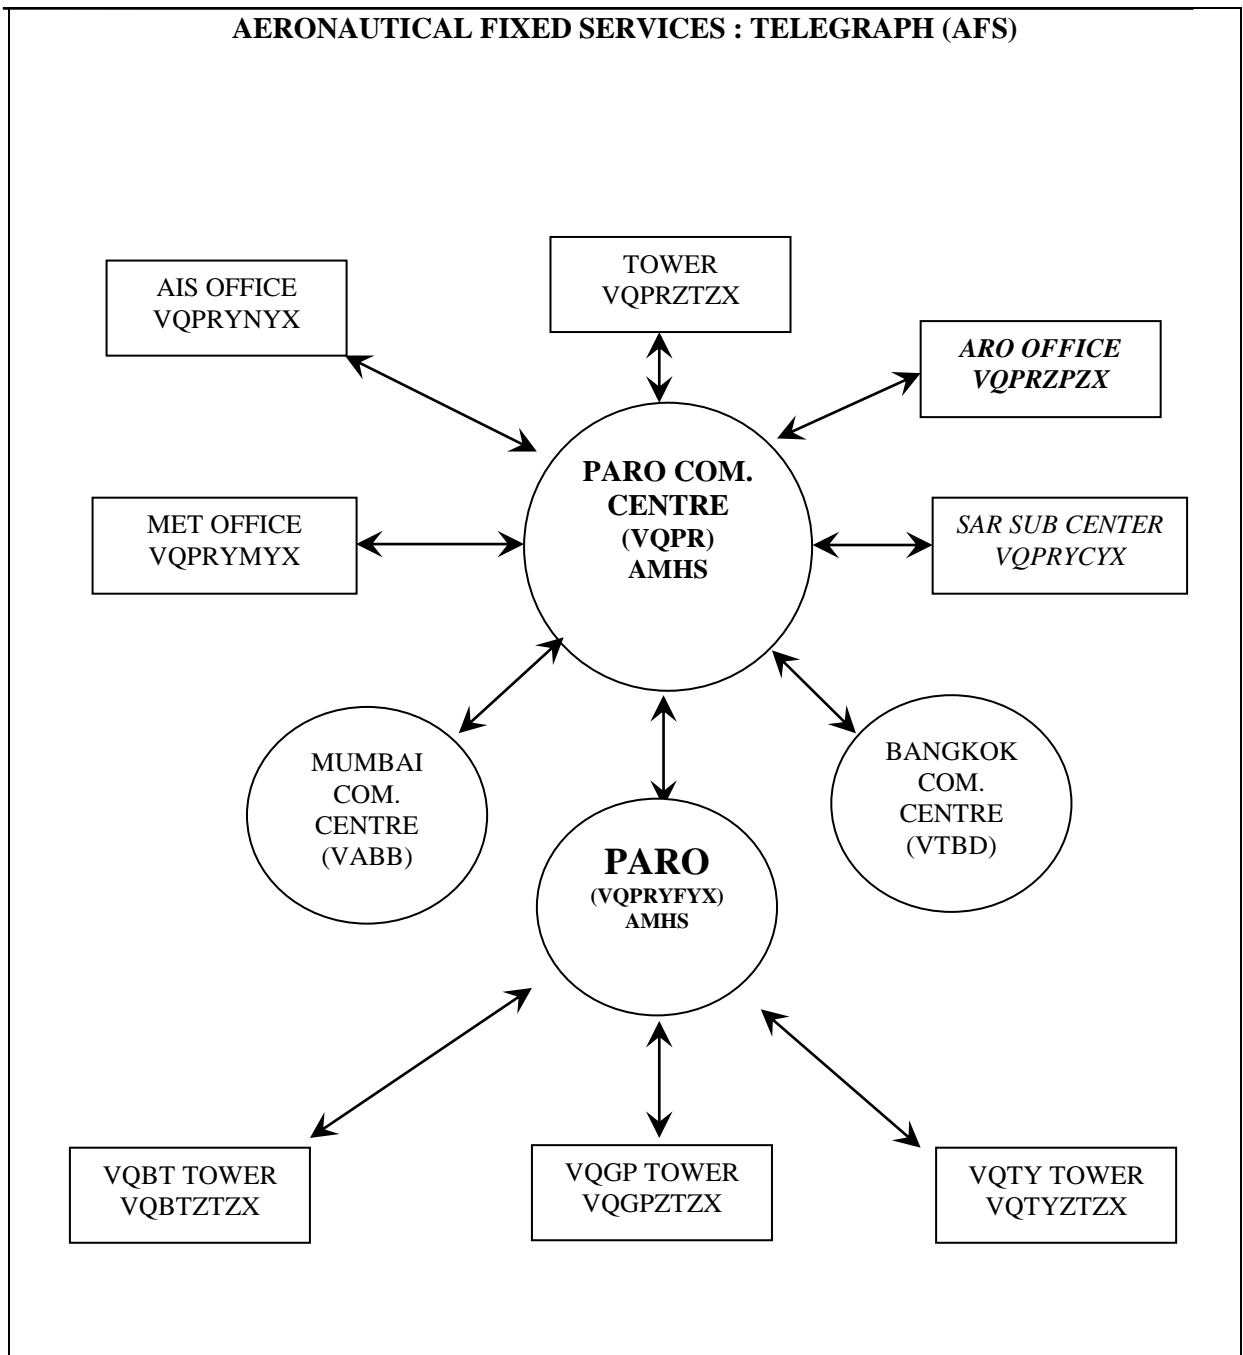 AERONAUTICAL FIXED SERVICES : TELEGRAPH (AFS)
TOWER
VQPRZTZX
AIS OFFICE
VQPRYNYX
ARO OFFICE
VQPRZPZX
PARO COM.
CENTRE
(VQPR)
AMHS
MET OFFICE
VQPRYMYX
SAR SUB CENTER
VQPRYCYX
MUMBAI
COM.
CENTRE
(VABB)
BANGKOK
COM.
CENTRE
(VTBD)
PARO
(VQPRYFYX)
AMHS
VQBT TOWER
VQBTZTZX
VQGP TOWER
VQGPZTZX
VQTY TOWER
VQTYZTZX